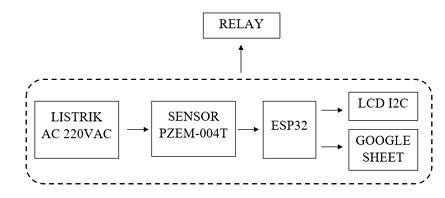 RELAY
LISTRIK
AC 220VAC
SENSOR
PZEM-004T
ESP32
LCD I2C
GOOGLE
SHEET